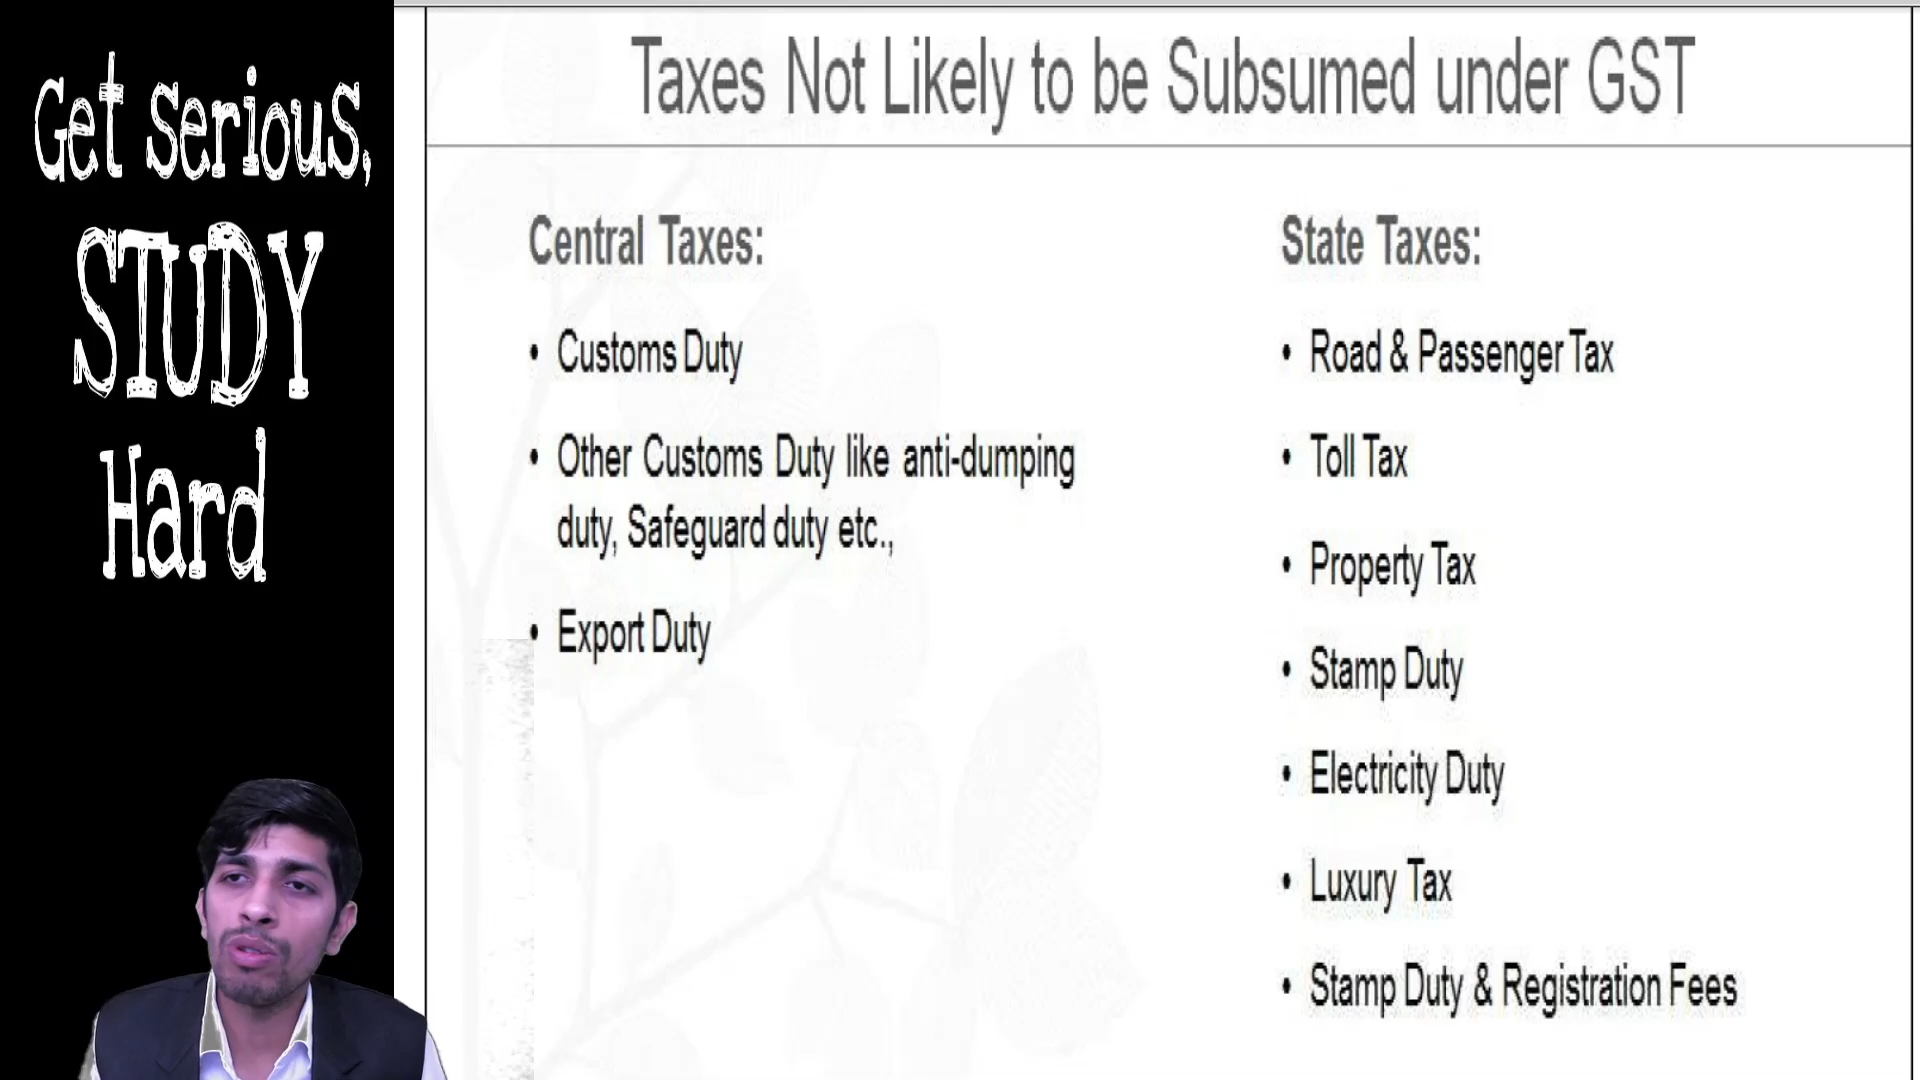 Get serious,
STUDY
Hard
Taxes Not Likely to be Subsumed under GST
Central Taxes:
• Customs Duty
• Other Customs Duty like anti-dumping
duty, Safeguard duty etc.,
• Export Duty
State Taxes:
• Road & Passenger Tax
• Toll Tax
• Property Tax
• Stamp Duty
• Electricity Duty
• Luxury Tax
• Stamp Duty & Registration Fees